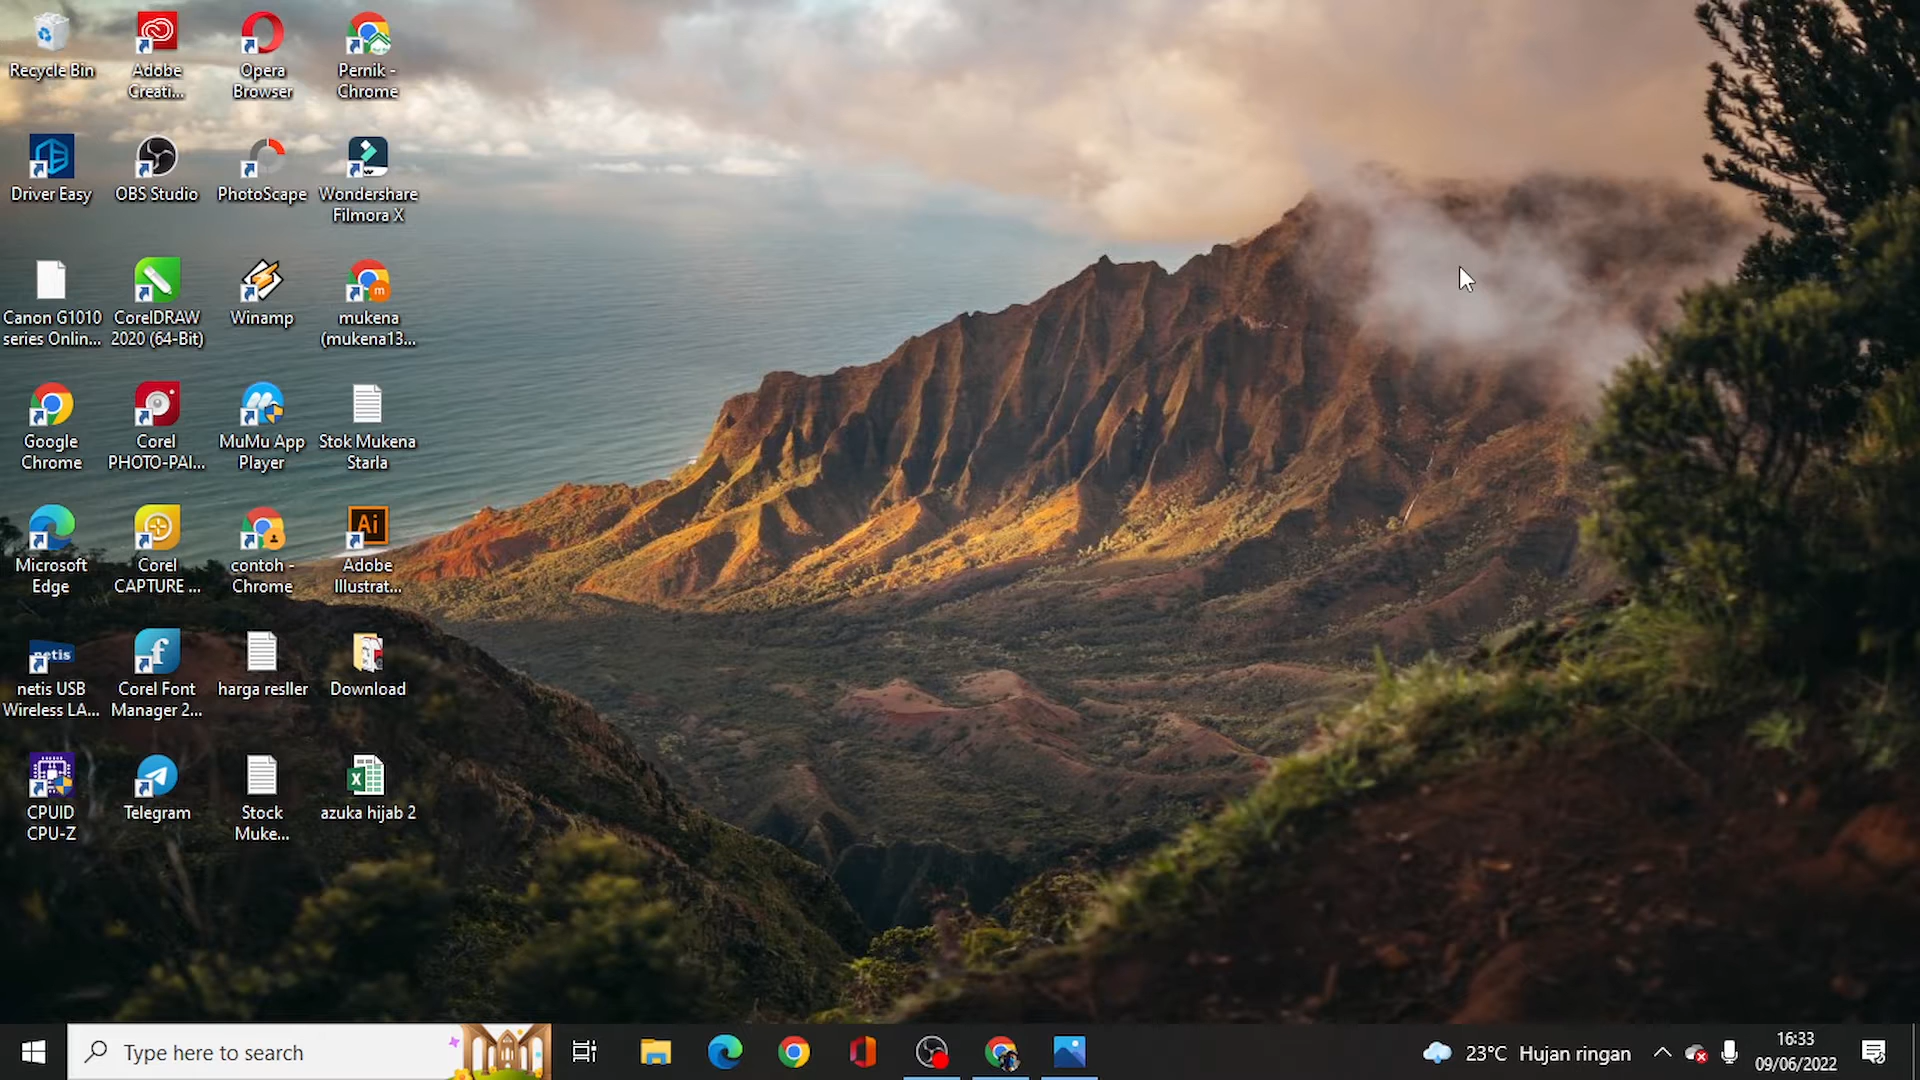 Recycle Bin
Adobe
Creati...
Opera
Browser
Pernik -
Chrome
Driver Easy
OBS Studio
PhotoScape
Wondershare
Filmora X
Canon G1010
series Onlin...
CorelDRAW
2020 (64-Bit)
Winamp
m
mukena
(mukena13...
Google
Chrome
Corel
PHOTO-PAI...
MuMu App
Player
Stok Mukena
Starla
Microsoft
Edge
Corel
CAPTURE ...
contoh -
Chrome
Ai
Adobe
Illustrat...
netis
netis USB
Wireless LA...
f
Corel Font
Manager 2...
harga resller
Download
CPUID
CPU-Z
Telegram
Stock
Muke...
X
azuka hijab 2
Type here to search
23°C Hujan ringan
16:33
09/06/2022